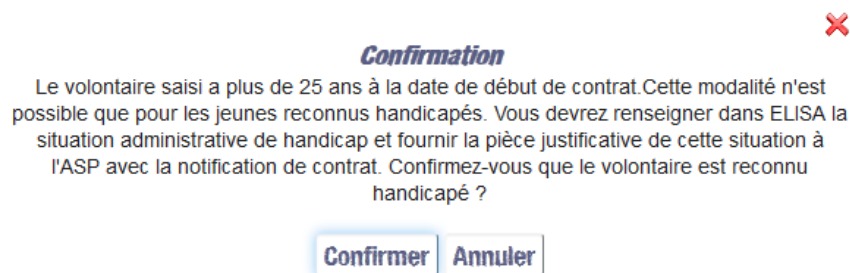 Confirmation
Le volontaire saisi a plus de 25 ans à la date de début de contrat.Cette modalité n'est
possible que pour les jeunes reconnus handicapés. Vous devrez renseigner dans ELISA la
situation administrative de handicap et fournir la pièce justificative de cette situation à
l'ASP avec la notification de contrat. Confirmez-vous que le volontaire est reconnu
handicapé ?
Confirmer Annuler